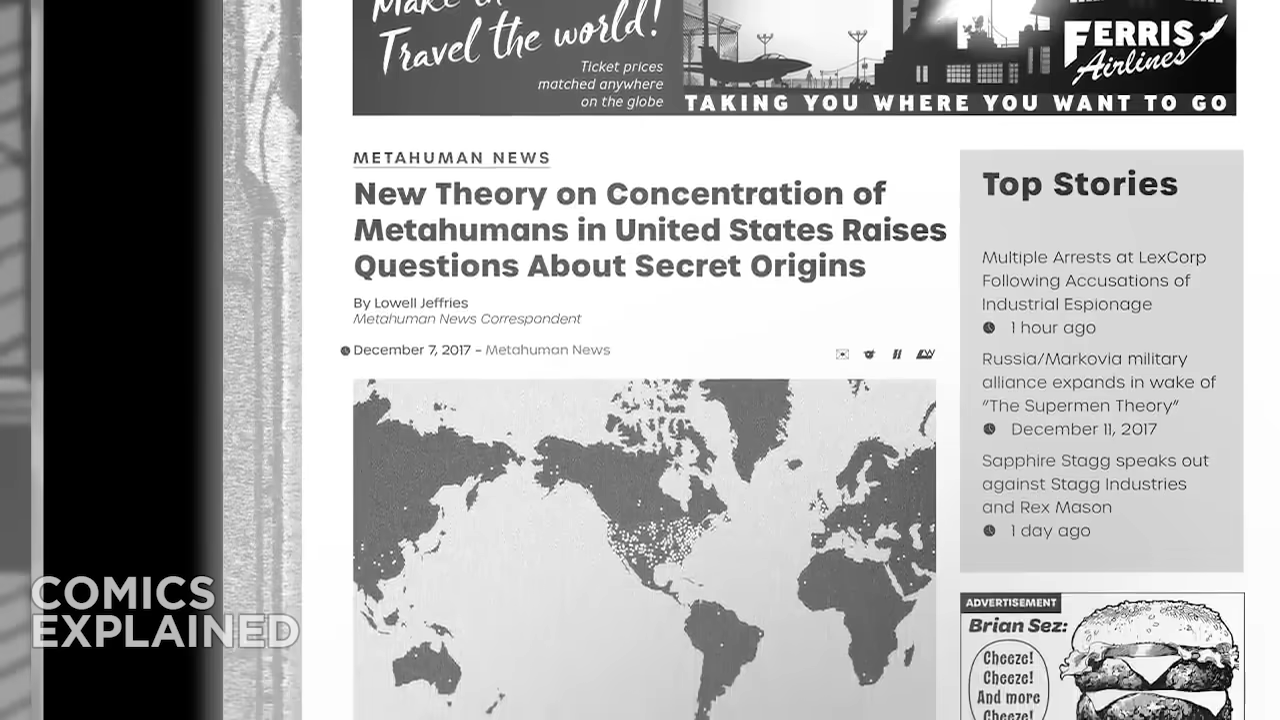 Travel the world!
Ticket prices
matched anywhere
on the globe
FERRIS
Airlines
TAKING YOU WHERE YOU WANT TO GO
METAHUMAN NEWS
New Theory on Concentration of
Metahumans in United States Raises
Questions About Secret Origins
By Lowell Jeffries
Metahuman News Correspondent
December 7, 2017 – Metahuman News
Top Stories
Multiple Arrests at LexCorp
Following Accusations of
Industrial Espionage
1 hour ago
Russia/Markovia military
alliance expands in wake of
“The Supermen Theory”
December 11, 2017
Sapphire Stagg speaks out
against Stagg Industries
and Rex Mason
1 day ago
ADVERTISEMENT
Brian Sez:
Cheeze!
Cheeze!
And more
Cheeze!
COMICS
EXPLAINED